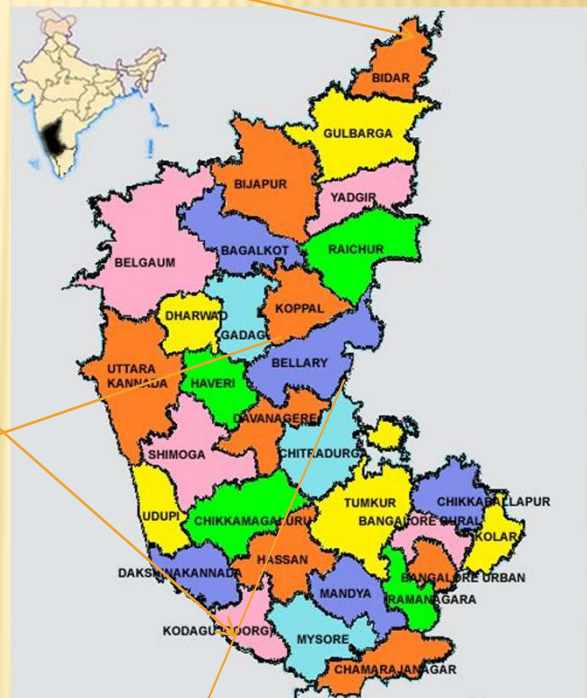 BIDAR
GULBARGA
BIJAPUR
YADGIR
BAGALKOT
RAICHUR
BELGAUM
KOPPAL
DHARWAD
GADAG
BELLARY
UTTARA
KANNADA
HAVERI
DAVANAGERE
SHIMOGA
CHITRADURG
TUMKUR
CHIKKABALLAPUR
UDUPI
CHIKKAMAGALURU
BANGALORE RURAL
KOLAR
HASSAN
DAKSHINAKANNADA
BANGALORE URBAN
MANDYA
RAMANAGARA
KODAGU (COORG)
MYSORE
CHAMARAJANAGAR